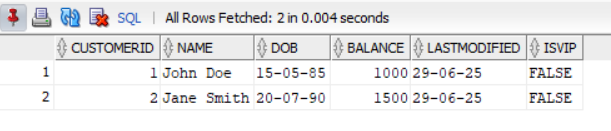 SQL | All Rows Fetched: 2 in 0.004 seconds
CUSTOMERID NAME DOB BALANCE LASTMODIFIED ISVIP
1 1 John Doe 15-05-85 1000 29-06-25 FALSE
2 2 Jane Smith 20-07-90 1500 29-06-25 FALSE